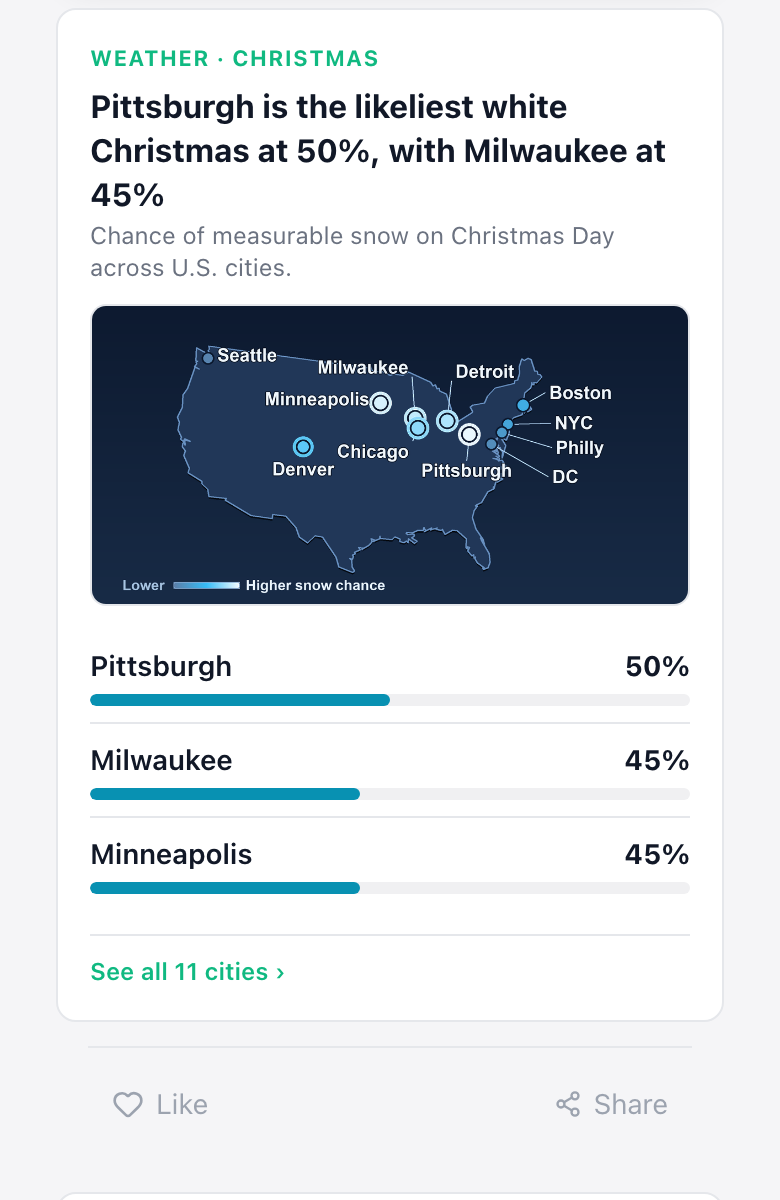 WEATHER · CHRISTMAS
Pittsburgh is the likeliest white
Christmas at 50%, with Milwaukee at
45%
Chance of measurable snow on Christmas Day
across U.S. cities.
Seattle
Milwaukee
Detroit
Minneapolis
Boston
NYC
Chicago
Philly
Denver
Pittsburgh
DC
Lower
Higher snow chance
Pittsburgh 50%
Milwaukee 45%
Minneapolis 45%
See all 11 cities ›
Like
Share